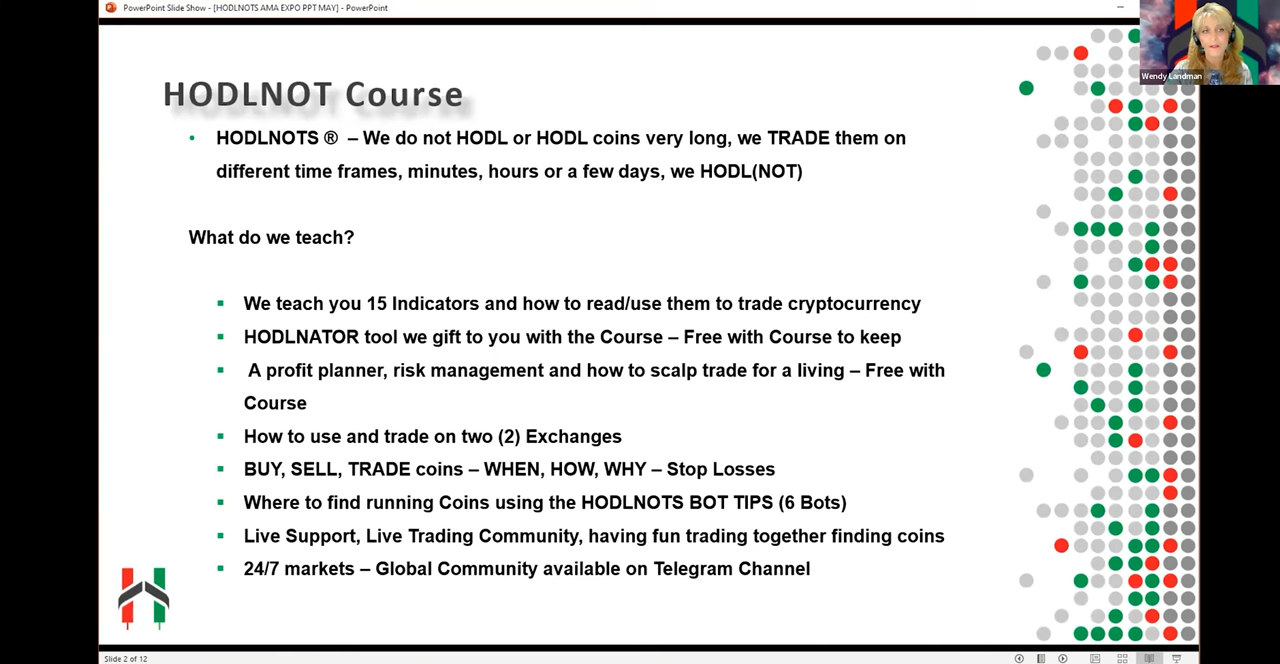 PowerPoint Slide Show - [HODLNOTS AMA EXPO PPT MAY] - PowerPoint
Wendy Landman
HODLNOT Course
• HODLNOTS ® – We do not HODL or HODL coins very long, we TRADE them on
different time frames, minutes, hours or a few days, we HODL(NOT)
What do we teach?
▪ We teach you 15 Indicators and how to read/use them to trade cryptocurrency
▪ HODLNATOR tool we gift to you with the Course – Free with Course to keep
▪ A profit planner, risk management and how to scalp trade for a living – Free with
Course
▪ How to use and trade on two (2) Exchanges
▪ BUY, SELL, TRADE coins – WHEN, HOW, WHY – Stop Losses
▪ Where to find running Coins using the HODLNOTS BOT TIPS (6 Bots)
▪ Live Support, Live Trading Community, having fun trading together finding coins
▪ 24/7 markets – Global Community available on Telegram Channel
Slide 2 of 12